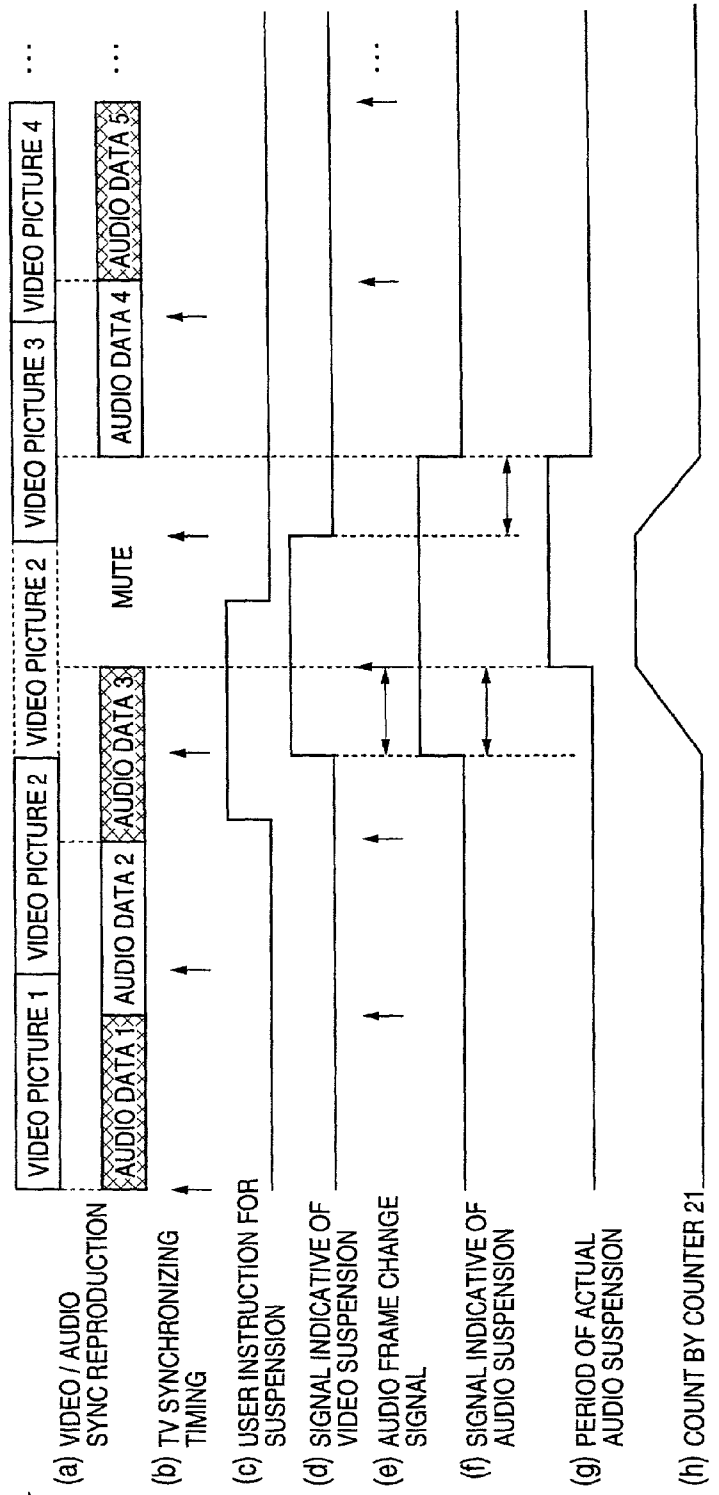 VIDEO PICTURE 1 VIDEO PICTURE 2 VIDEO PICTURE 2 VIDEO PICTURE 3 VIDEO PICTURE 4 ...
(a) VIDEO / AUDIO
SYNC REPRODUCTION
AUDIO DATA 1 AUDIO DATA 2 AUDIO DATA 3 MUTE AUDIO DATA 4 AUDIO DATA 5 ...
(b) TV SYNCHRONIZING
TIMING
(c) USER INSTRUCTION FOR
SUSPENSION
(d) SIGNAL INDICATIVE OF
VIDEO SUSPENSION
(e) AUDIO FRAME CHANGE
SIGNAL
...
(f) SIGNAL INDICATIVE OF
AUDIO SUSPENSION
(g) PERIOD OF ACTUAL
AUDIO SUSPENSION
(h) COUNT BY COUNTER 21